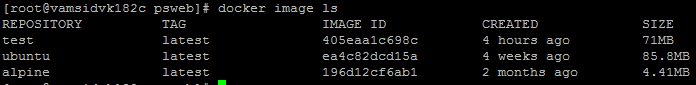 [root@vamsidvk182c psweb]# docker image ls
REPOSITORY TAG IMAGE ID CREATED SIZE
test latest 405eaa1c698c 4 hours ago 71MB
ubuntu latest ea4c82dcd15a 4 weeks ago 85.8MB
alpine latest 196d12cf6ab1 2 months ago 4.41MB